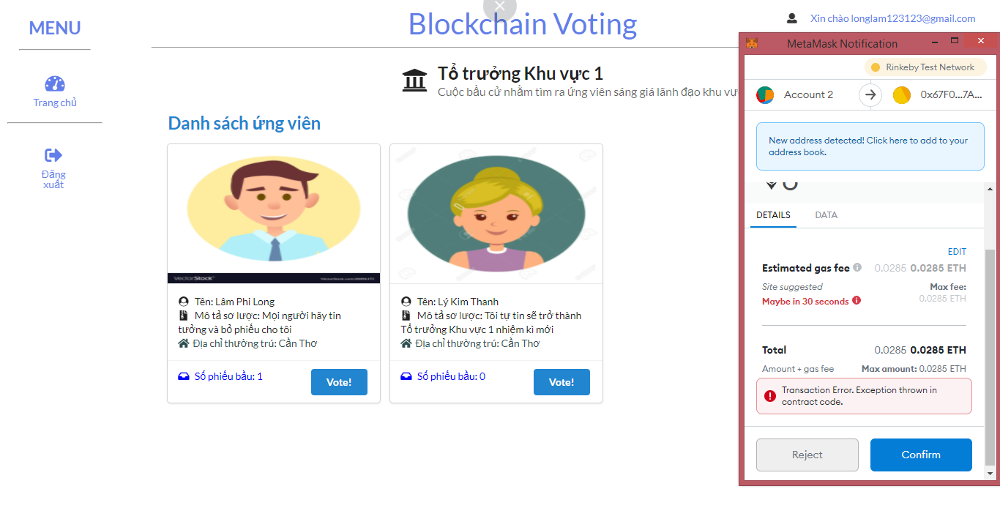 MENU
Trang chủ
Đăng
xuất
Blockchain Voting
Xin chào longlam123123@gmail.com
Tổ trưởng Khu vực 1
Cuộc bầu cử nhằm tìm ra ứng viên sáng giá lãnh đạo khu vực
Danh sách ứng viên
VectorStock®
Tên: Lâm Phi Long
Mô tả sơ lược: Mọi người hãy tin
tưởng và bỏ phiếu cho tôi
Địa chỉ thường trú: Cần Thơ
Số phiếu bầu: 1
Vote!
Tên: Lý Kim Thanh
Mô tả sơ lược: Tôi tự tin sẽ trở thành
Tổ trưởng Khu vực 1 nhiệm kì mới
Địa chỉ thường trú: Cần Thơ
Số phiếu bầu: 0
Vote!
MetaMask Notification
Rinkeby Test Network
Account 2
0x67F0...7A...
New address detected! Click here to add to your
address book.
DETAILS
DATA
EDIT
Estimated gas fee 0.0285 0.0285 ETH
Site suggested Max fee:
Maybe in 30 seconds 0.0285 ETH
Total 0.0285 0.0285 ETH
Amount + gas fee Max amount: 0.0285 ETH
Transaction Error. Exception thrown in
contract code.
Reject
Confirm